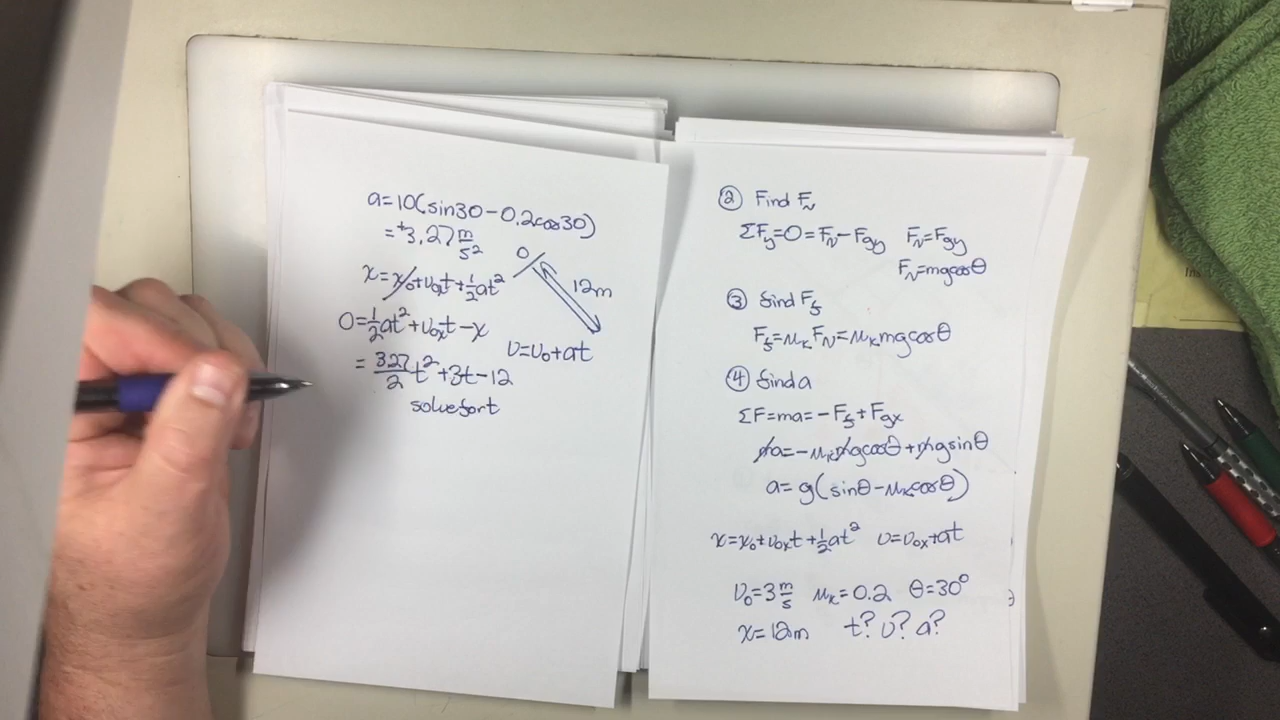 a=10(sin30-0.2cos30)
=+3.27 m/s²
x=x₀+v₀ₓt+½at²
0
12m
0=½at²+v₀ₓt-x
v=v₀+at
=3.27/2 t²+3t-12
solve for t
② Find F_N
ΣF_y=0=F_N-F_gy F_N=F_gy
F_N=mgcosθ
③ find F_f
F_f=μ_kF_N=μ_kmgcosθ
④ find a
ΣF=ma=-F_f+F_gx
ma=-μ_kmgcosθ+mgsinθ
a=g(sinθ-μ_kcosθ)
x=x₀+v₀ₓt+½at² v=v₀ₓ+at
v₀=3 m/s μ_k=0.2 θ=30°
x=12m t? v? a?